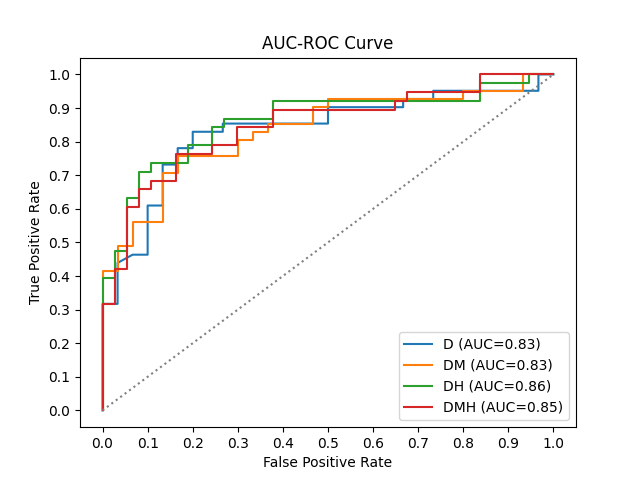 AUC-ROC Curve
True Positive Rate
1.0
0.9
0.8
0.7
0.6
0.5
0.4
0.3
0.2
0.1
0.0
D (AUC=0.83)
DM (AUC=0.83)
DH (AUC=0.86)
DMH (AUC=0.85)
0.0 0.1 0.2 0.3 0.4 0.5 0.6 0.7 0.8 0.9 1.0
False Positive Rate